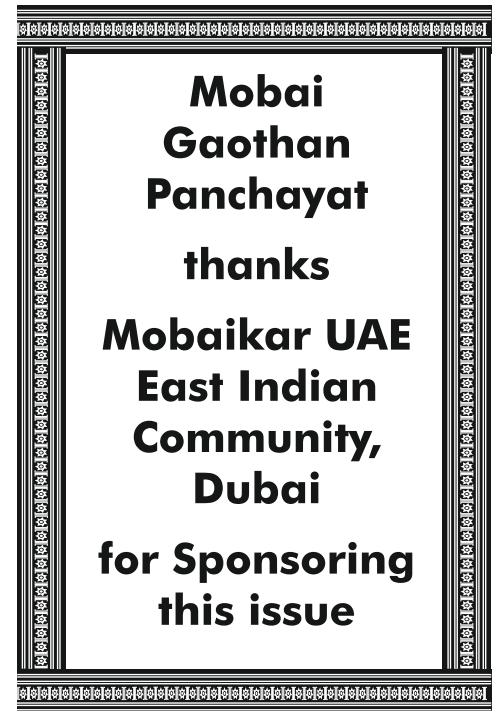 Mobai
Gaothan
Panchayat
thanks
Mobaikar UAE
East Indian
Community,
Dubai
for Sponsoring
this issue